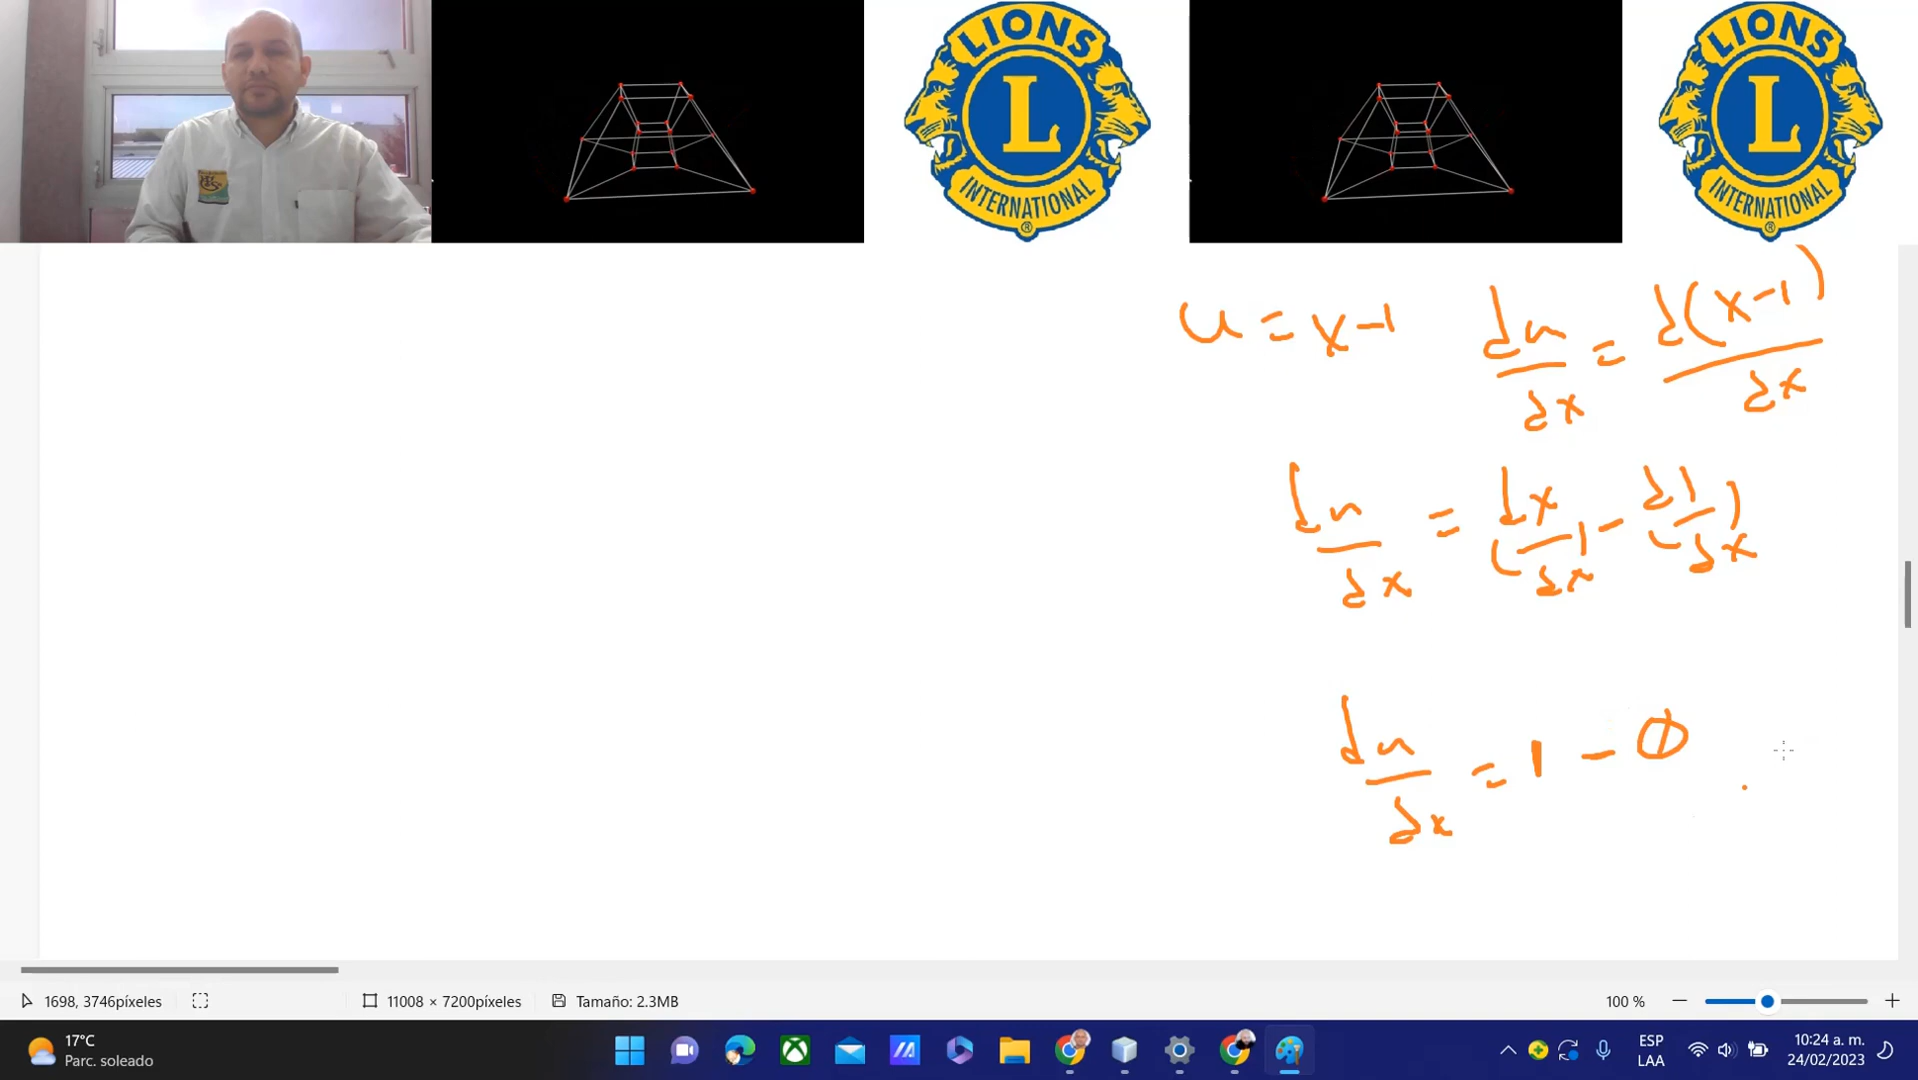 LIONS
L
INTERNATIONAL
®
LIONS
L
INTERNATIONAL
®
u = x-1 du/dx = d(x-1)/dx
du/dx = (dx/dx) - (d1/dx)
du/dx = 1 - 0
1698, 3746píxeles
11008 × 7200píxeles
Tamaño: 2.3MB
100 %
17°C
Parc. soleado
ESP
LAA
10:24 a. m.
24/02/2023